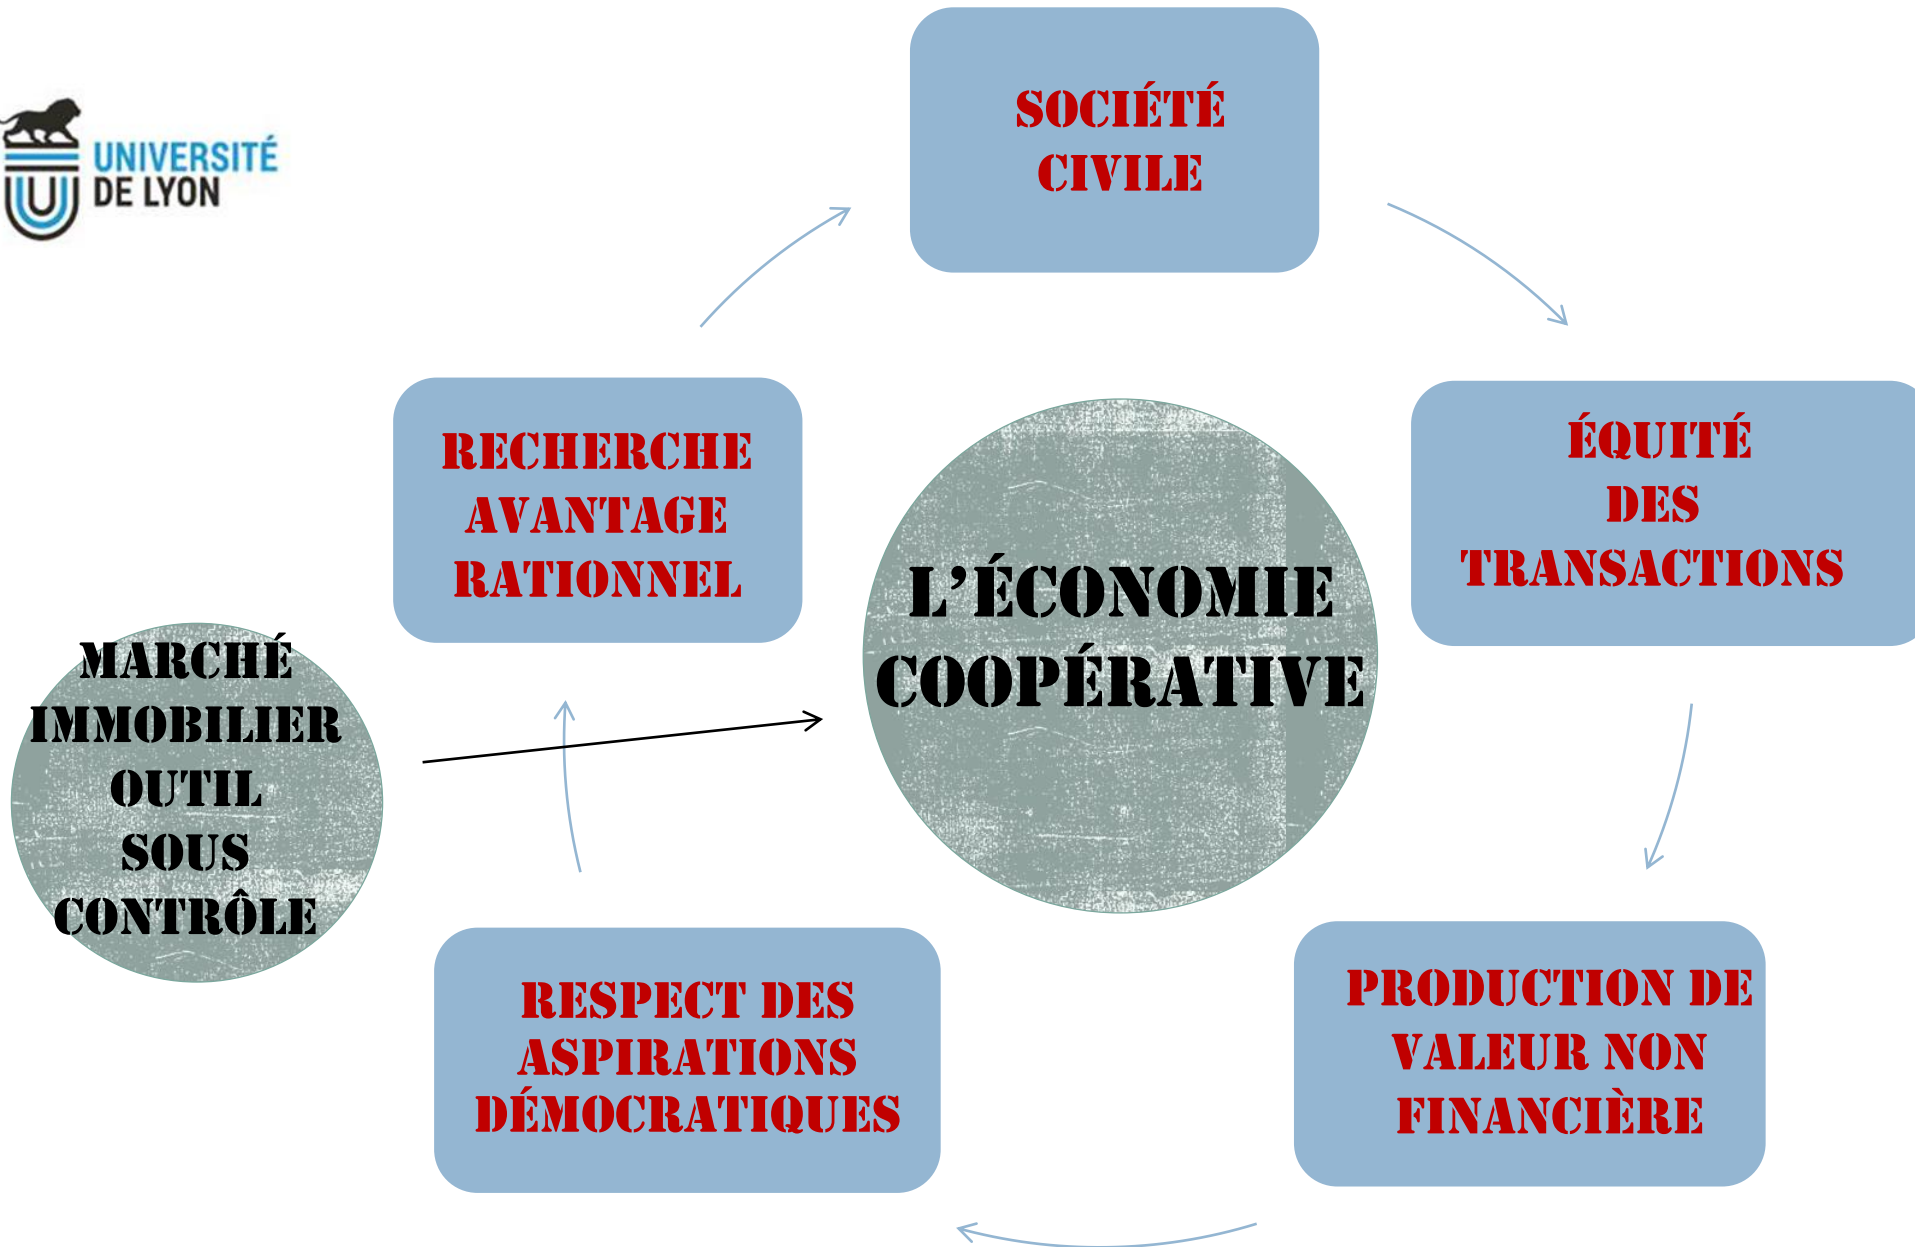 UNIVERSITÉ
DE LYON
SOCIÉTÉ
CIVILE
RECHERCHE
AVANTAGE
RATIONNEL
ÉQUITÉ
DES
TRANSACTIONS
L’ÉCONOMIE
COOPÉRATIVE
MARCHÉ
IMMOBILIER
OUTIL
SOUS
CONTRÔLE
RESPECT DES
ASPIRATIONS
DÉMOCRATIQUES
PRODUCTION DE
VALEUR NON
FINANCIÈRE